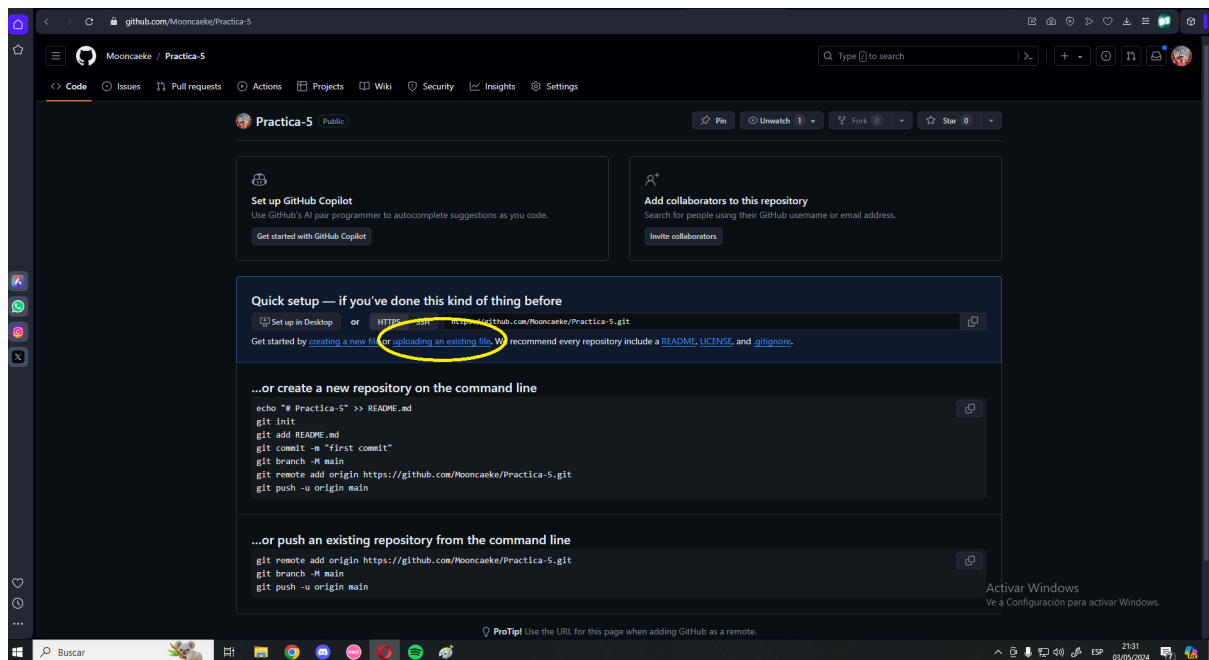 github.com/Mooncaeke/Practica-5
Mooncaeke / Practica-5
Type / to search
<> Code Issues Pull requests Actions Projects Wiki Security Insights Settings
Practica-5 Public
Pin Unwatch 1 Fork 0 Star 0
Set up GitHub Copilot
Use GitHub's AI pair programmer to autocomplete suggestions as you code.
Get started with GitHub Copilot
Add collaborators to this repository
Search for people using their GitHub username or email address.
Invite collaborators
Quick setup — if you've done this kind of thing before
Set up in Desktop or HTTPS SSH https://github.com/Mooncaeke/Practica-5.git
Get started by creating a new file or uploading an existing file. We recommend every repository include a README, LICENSE, and .gitignore.
...or create a new repository on the command line
echo "# Practica-5" >> README.md
git init
git add README.md
git commit -m "first commit"
git branch -M main
git remote add origin https://github.com/Mooncaeke/Practica-5.git
git push -u origin main
...or push an existing repository from the command line
git remote add origin https://github.com/Mooncaeke/Practica-5.git
git branch -M main
git push -u origin main
Activar Windows
Ve a Configuración para activar Windows.
ProTip! Use the URL for this page when adding GitHub as a remote.
Buscar
ESP
21:31
03/05/2024